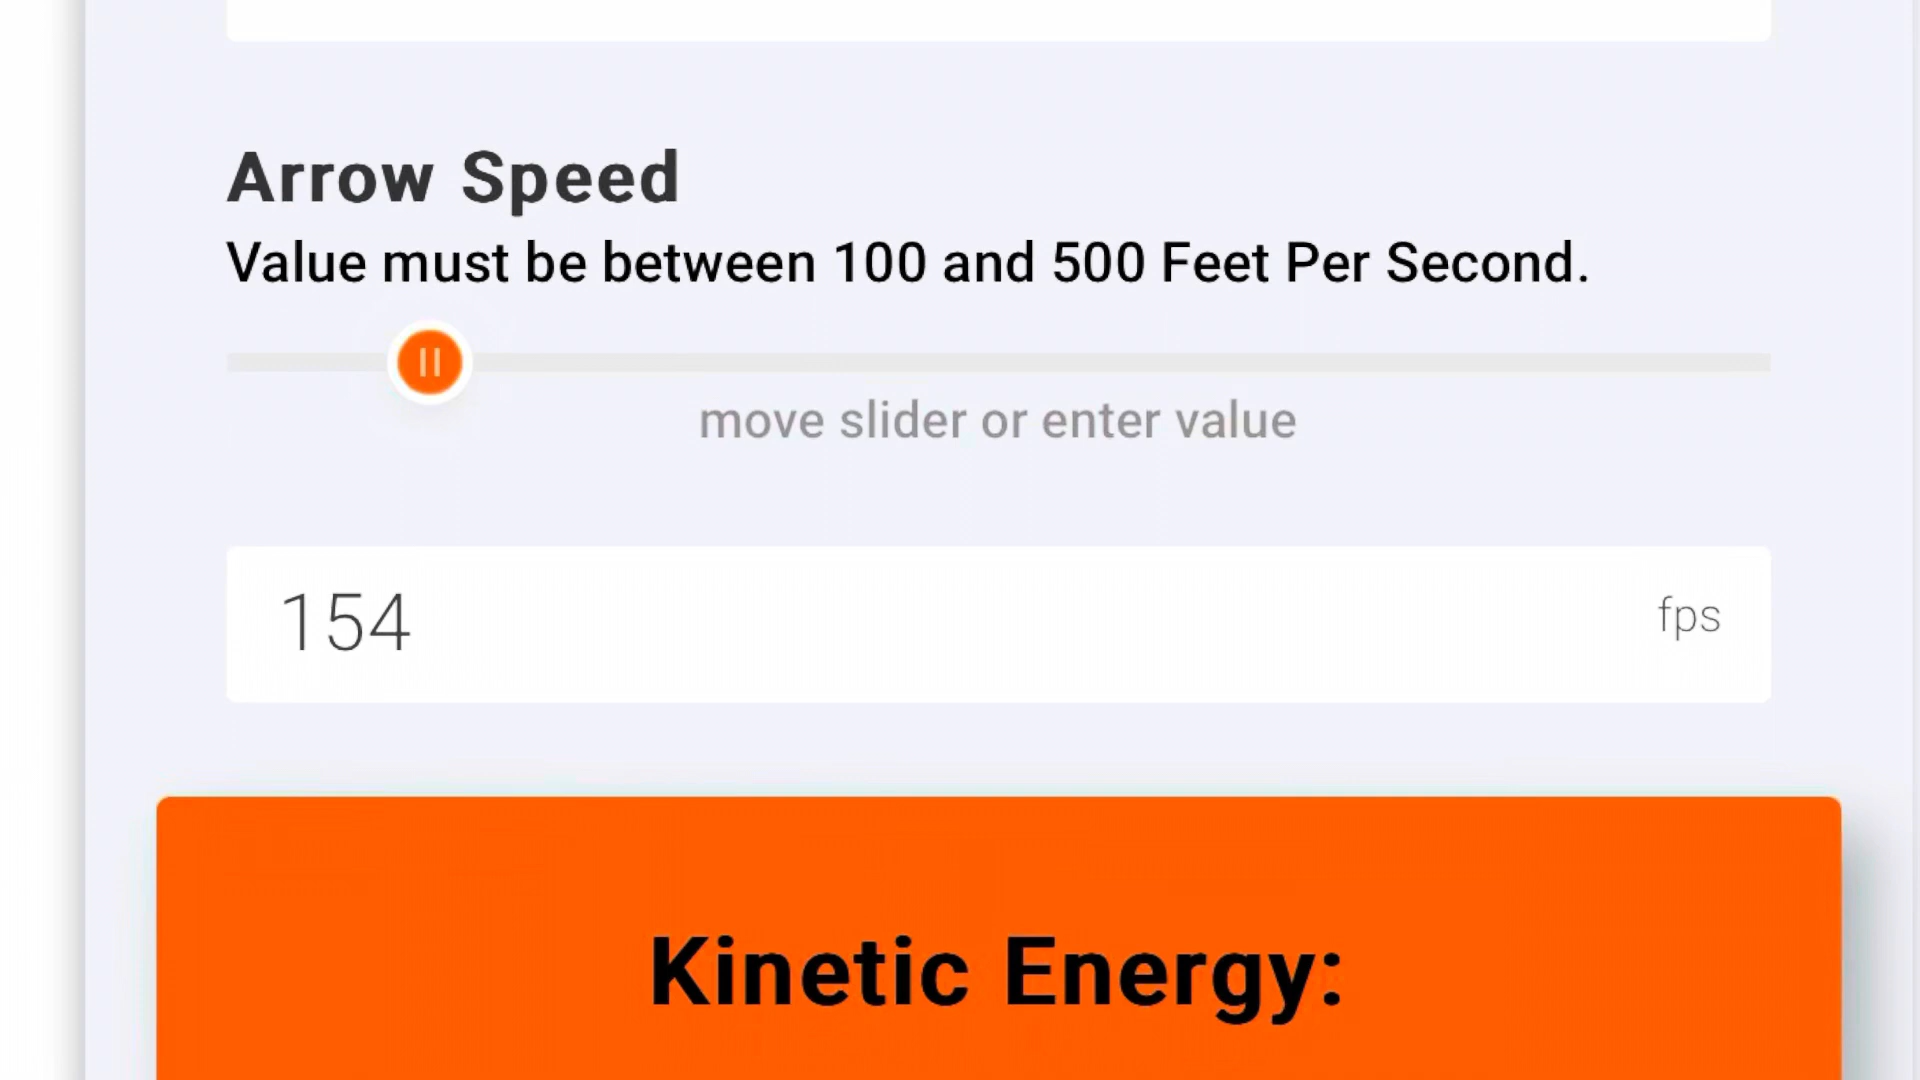 Arrow Speed
Value must be between 100 and 500 Feet Per Second.
move slider or enter value
154 fps
Kinetic Energy: